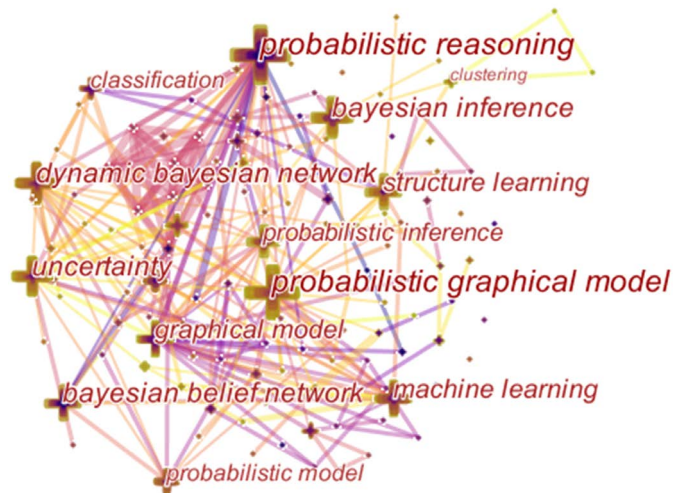 probabilistic reasoning
classification
clustering
bayesian inference
dynamic bayesian network
structure learning
probabilistic inference
uncertainty
probabilistic graphical model
graphical model
bayesian belief network
machine learning
probabilistic model